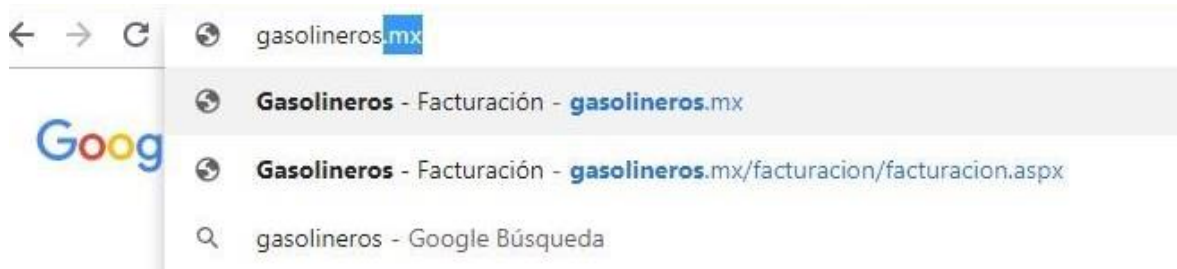 gasolineros.mx
Gasolineros - Facturación - gasolineros.mx
Goog
Gasolineros - Facturación - gasolineros.mx/facturacion/facturacion.aspx
gasolineros - Google Búsqueda